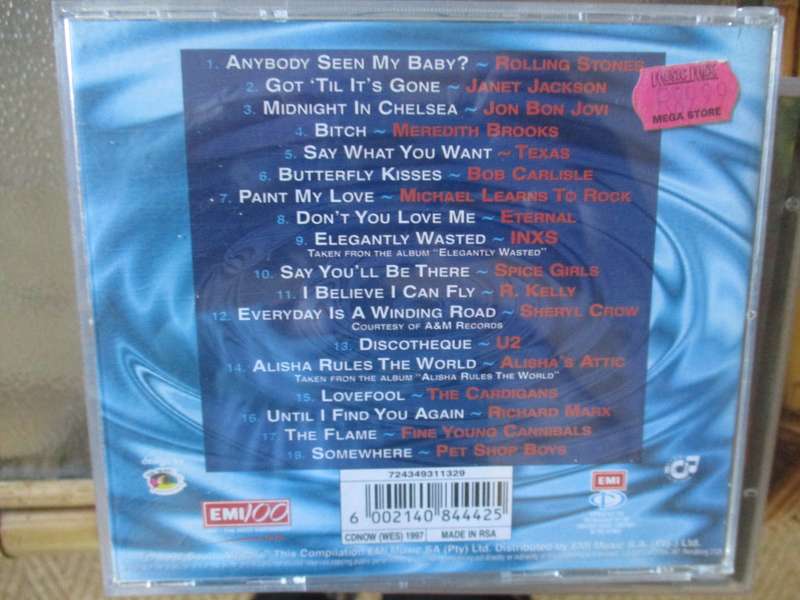 1. ANYBODY SEEN MY BABY? ~ ROLLING STONES
2. GOT 'TIL IT'S GONE ~ JANET JACKSON
3. MIDNIGHT IN CHELSEA ~ JON BON JOVI
4. BITCH ~ MEREDITH BROOKS
5. SAY WHAT YOU WANT ~ TEXAS
6. BUTTERFLY KISSES ~ BOB CARLISLE
7. PAINT MY LOVE ~ MICHAEL LEARNS TO ROCK
8. DON'T YOU LOVE ME ~ ETERNAL
9. ELEGANTLY WASTED ~ INXS
TAKEN FROM THE ALBUM "ELEGANTLY WASTED"
10. SAY YOU'LL BE THERE ~ SPICE GIRLS
11. I BELIEVE I CAN FLY ~ R. KELLY
12. EVERYDAY IS A WINDING ROAD ~ SHERYL CROW
COURTESY OF A&M RECORDS
13. DISCOTHEQUE ~ U2
14. ALISHA RULES THE WORLD ~ ALISHA'S ATTIC
TAKEN FROM THE ALBUM "ALISHA RULES THE WORLD"
15. LOVEFOOL ~ THE CARDIGANS
16. UNTIL I FIND YOU AGAIN ~ RICHARD MARX
17. THE FLAME ~ FINE YOUNG CANNIBALS
18. SOMEWHERE ~ PET SHOP BOYS
MEGA STORE
724349311329
6 002140 844425
CDNOW (WES) 1997 MADE IN RSA
EMI 100
EMI
This Compilation EMI Music SA (Pty) Ltd. Distributed by EMI Music S.A. (Pty) Ltd.